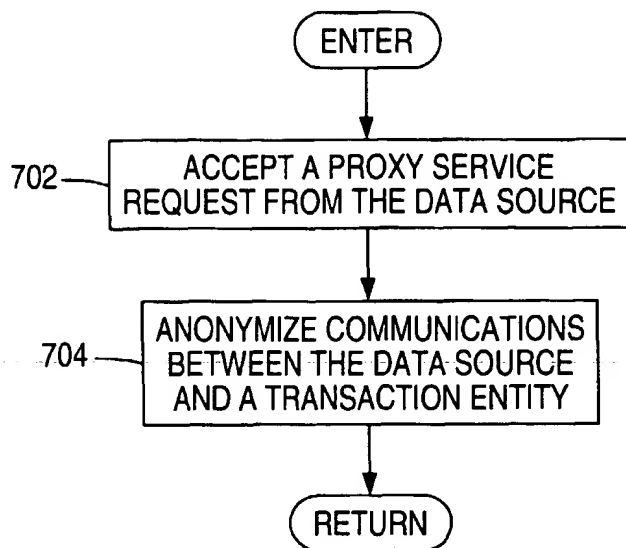 ENTER
702
ACCEPT A PROXY SERVICE
REQUEST FROM THE DATA SOURCE
704
ANONYMIZE COMMUNICATIONS
BETWEEN THE DATA SOURCE
AND A TRANSACTION ENTITY
RETURN